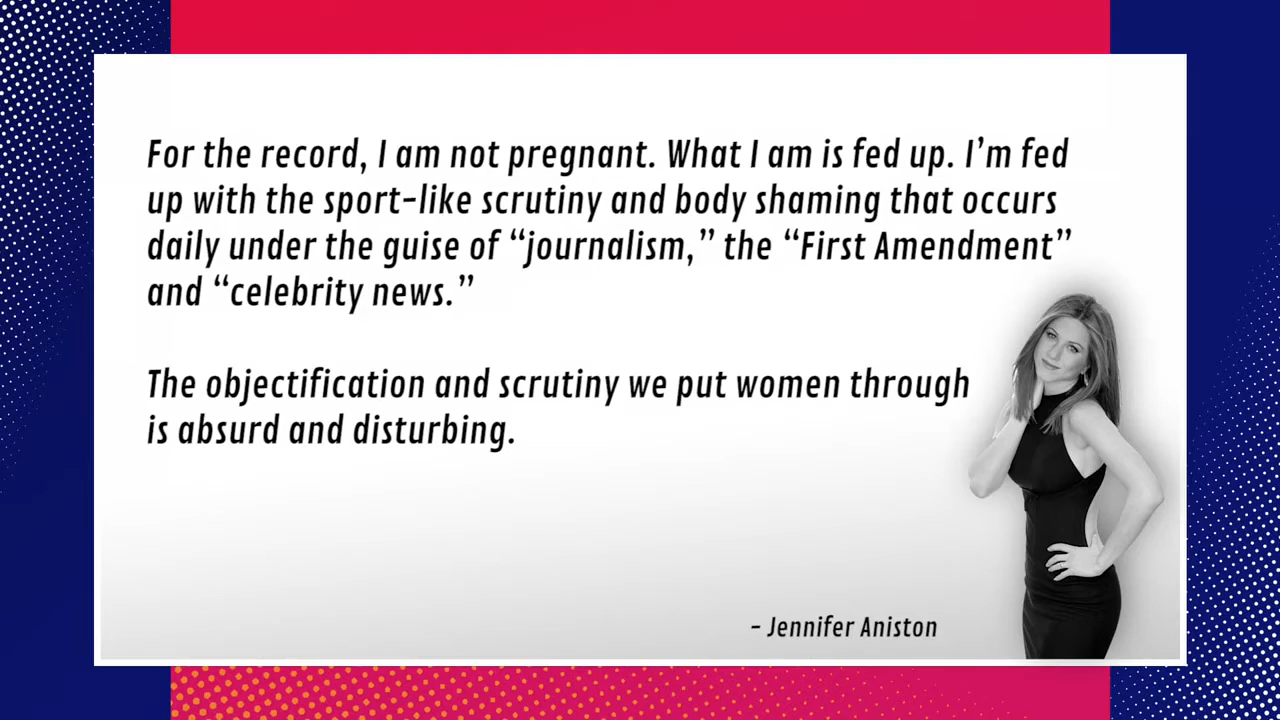 For the record, I am not pregnant. What I am is fed up. I’m fed
up with the sport-like scrutiny and body shaming that occurs
daily under the guise of “journalism,” the “First Amendment”
and “celebrity news.”
The objectification and scrutiny we put women through
is absurd and disturbing.
- Jennifer Aniston